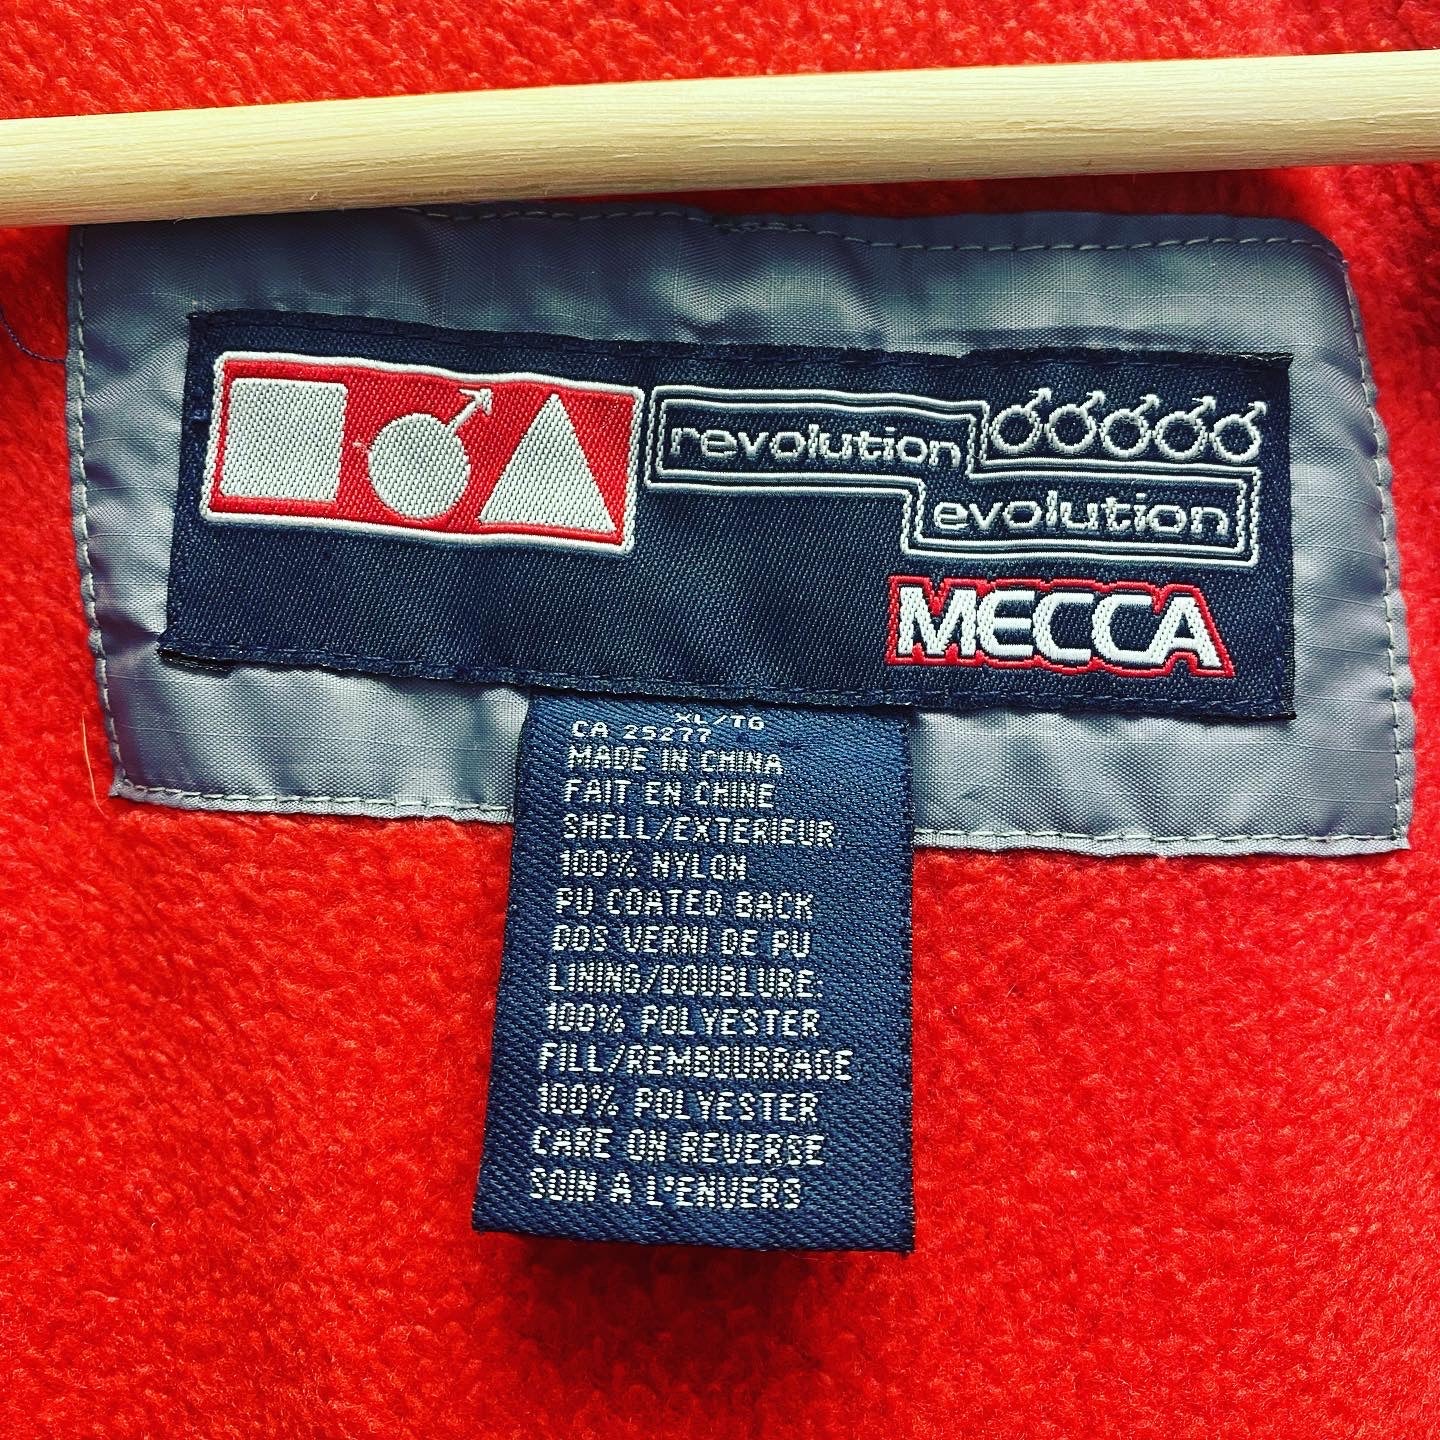 revolution
evolution
MECCA
XL/TG
CA 25277
MADE IN CHINA
FAIT EN CHINE
SHELL/EXTERIEUR:
100% NYLON
PU COATED BACK
DOS VERNI DE PU
LINING/DOUBLURE:
100% POLYESTER
FILL/REMBOURRAGE
100% POLYESTER
CARE ON REVERSE
SOIN A L'ENVERS